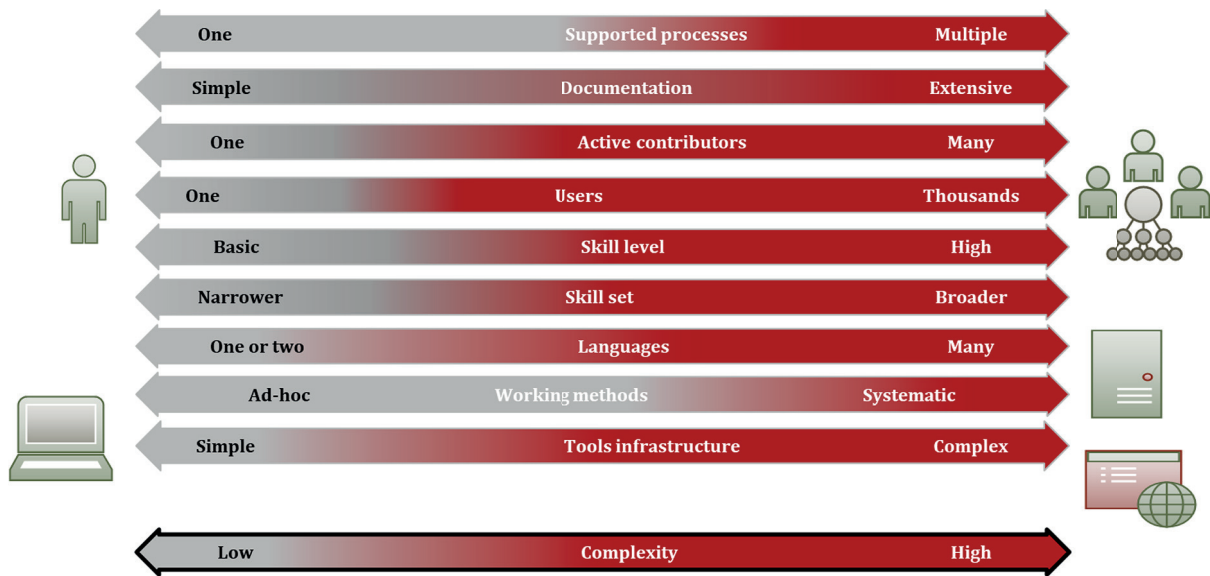 One Supported processes Multiple
Simple Documentation Extensive
One Active contributors Many
One Users Thousands
Basic Skill level High
Narrower Skill set Broader
One or two Languages Many
Ad-hoc Working methods Systematic
Simple Tools infrastructure Complex
Low Complexity High